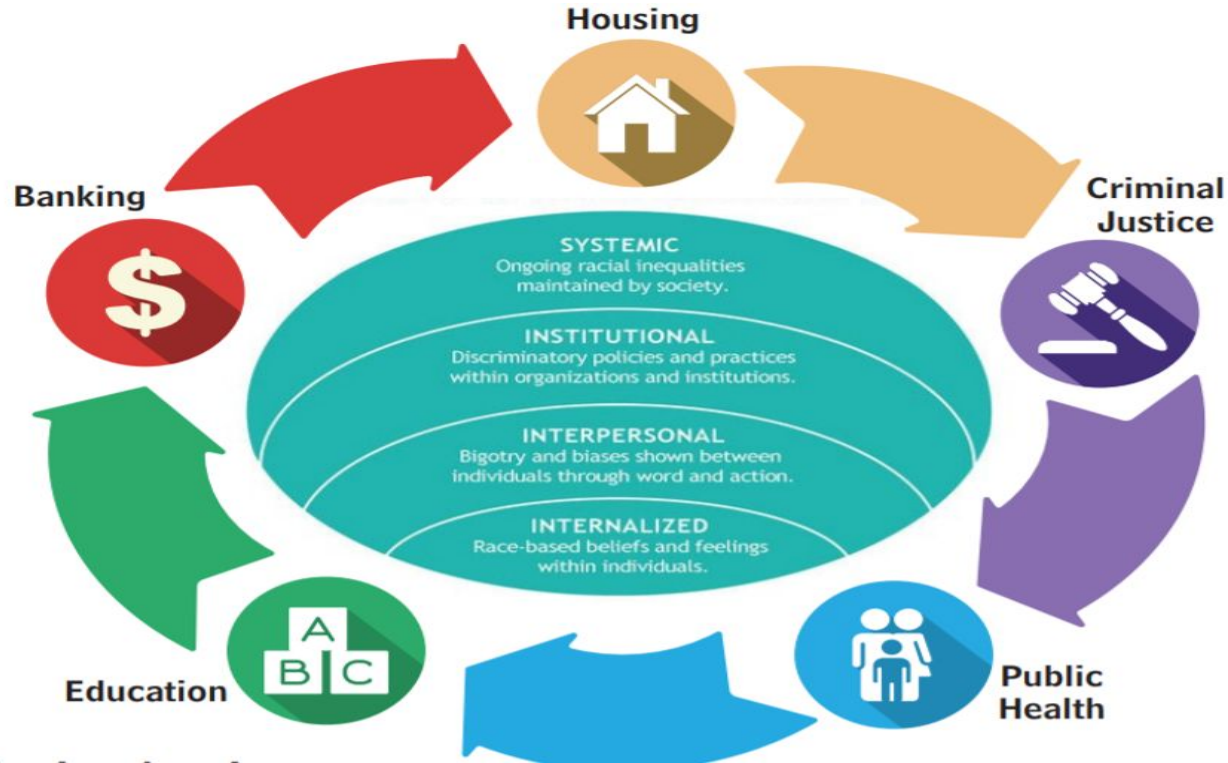 Housing
Banking
Criminal
Justice
SYSTEMIC
Ongoing racial inequalities
maintained by society.
INSTITUTIONAL
Discriminatory policies and practices
within organizations and institutions.
INTERPERSONAL
Bigotry and biases shown between
individuals through word and action.
INTERNALIZED
Race-based beliefs and feelings
within individuals.
$
A
B C
Education
Public
Health